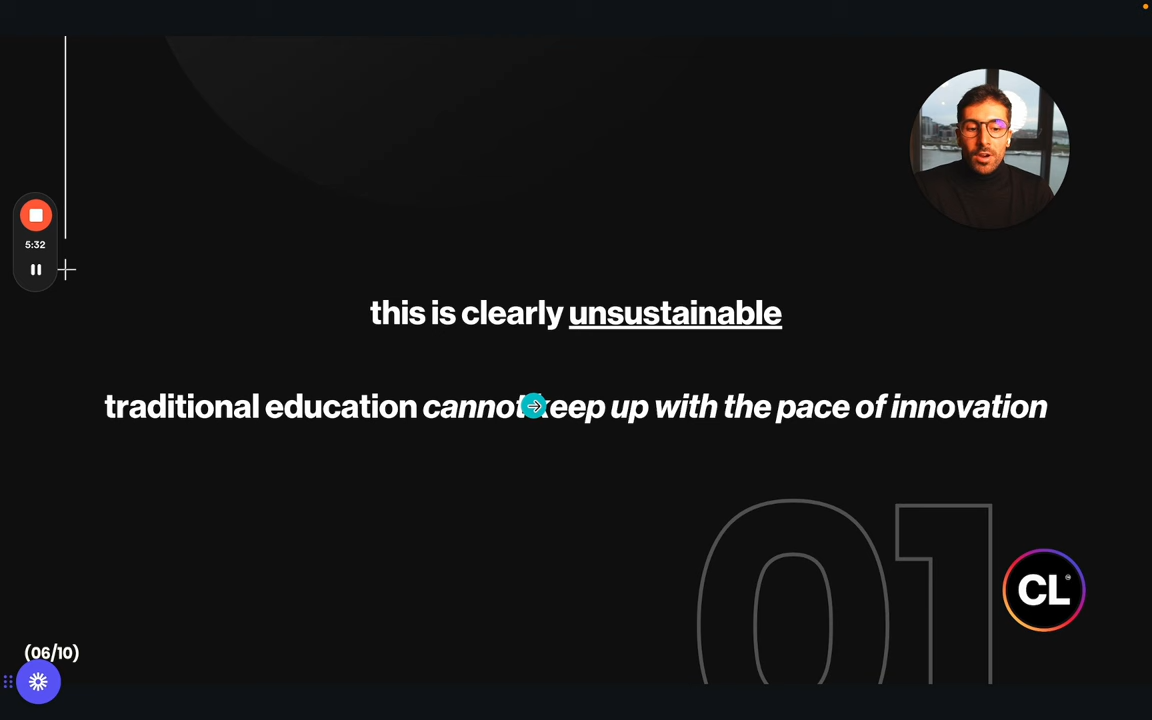 5:32
this is clearly unsustainable
traditional education cannot keep up with the pace of innovation
01
CL
(06/10)